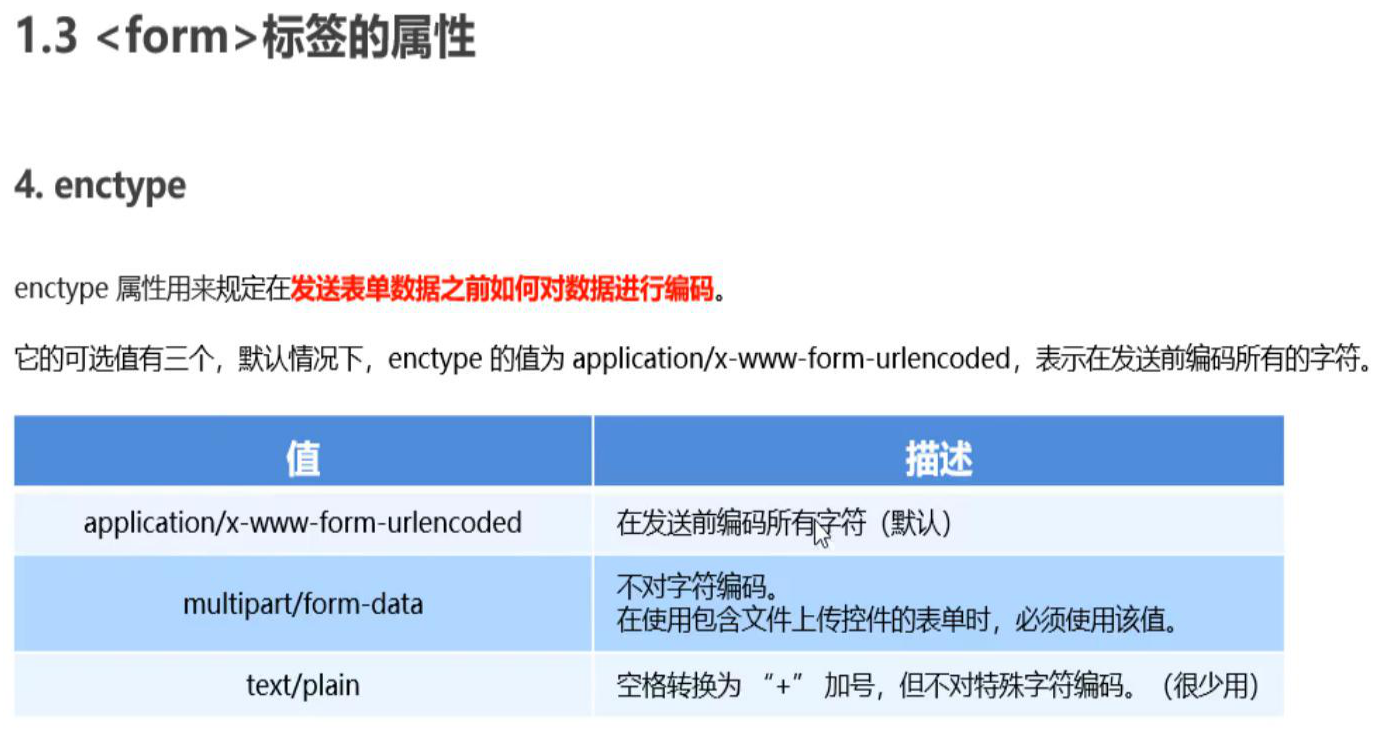 1.3 <form>标签的属性
4. enctype
enctype 属性用来规定在发送表单数据之前如何对数据进行编码。
它的可选值有三个，默认情况下，enctype 的值为 application/x-www-form-urlencoded，表示在发送前编码所有的字符。
值 描述
application/x-www-form-urlencoded 在发送前编码所有字符（默认）
multipart/form-data 不对字符编码。
在使用包含文件上传控件的表单时，必须使用该值。
text/plain 空格转换为 “+” 加号，但不对特殊字符编码。（很少用）